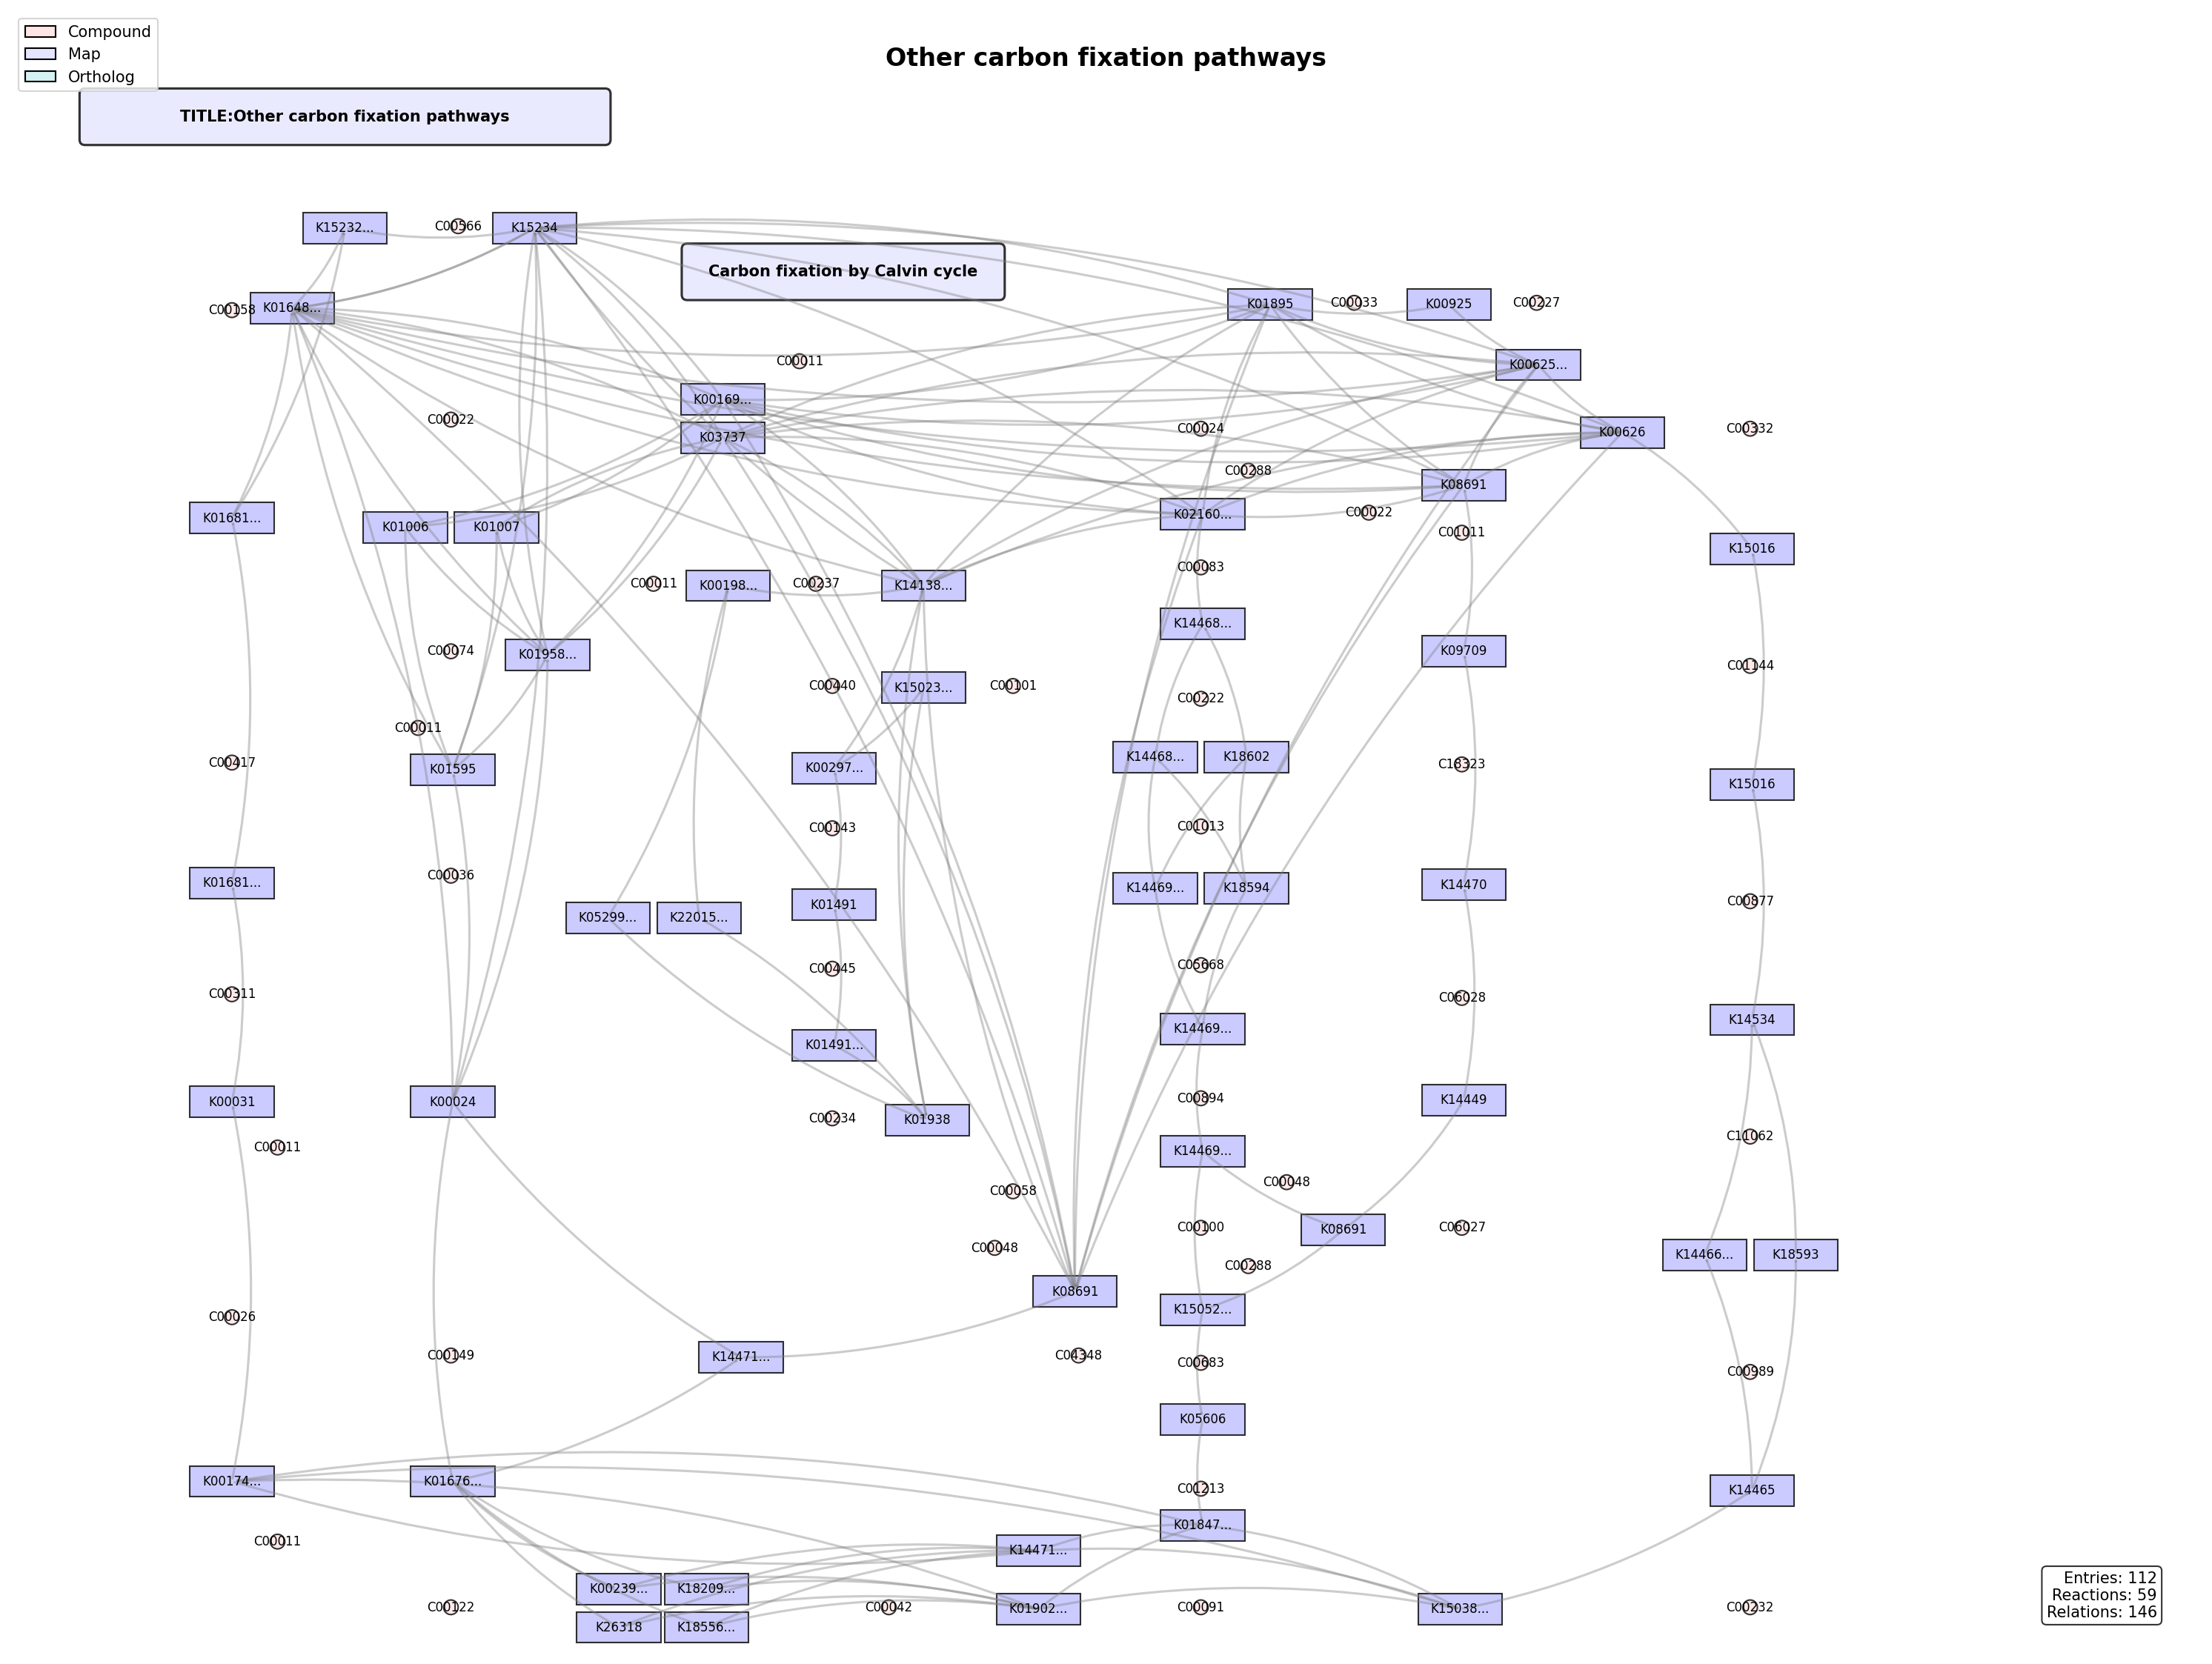 Compound
Map
Ortholog
Other carbon fixation pathways
TITLE:Other carbon fixation pathways
K15232...
C00566
K15234
Carbon fixation by Calvin cycle
C00158
K01648...
K01895
C00033
K00925
C00227
C00011
K00625...
K00169...
C00022
K03737
C00024
K00626
C00332
C00288
K08691
K01681...
K01006
K01007
K02160...
C00022
C01011
K15016
C00011
K00198...
C00237
K14138...
C00083
K14468...
C00074
K01958...
K09709
C01144
C00440
K15023...
C00101
C00222
C00011
C00417
K01595
K00297...
K14468...
K18602
C18323
K15016
C00143
C01013
C00036
K01681...
K14469...
K18594
K14470
C00877
K05299...
K22015...
K01491
C00445
C05668
C00311
C06028
K14534
K01491...
K14469...
K00031
K00024
C00234
K01938
C00894
K14449
C00011
K14469...
C11062
C00058
C00048
C00100
K08691
C06027
C00048
C00288
K14466...
K18593
K08691
K15052...
C00026
C00149
K14471...
C04348
C00683
C00989
K05606
K00174...
K01676...
C01213
K14465
K01847...
C00011
K14471...
K00239...
K18209...
C00122
C00042
K01902...
C00091
K15038...
C00232
K26318
K18556...
Entries: 112
Reactions: 59
Relations: 146